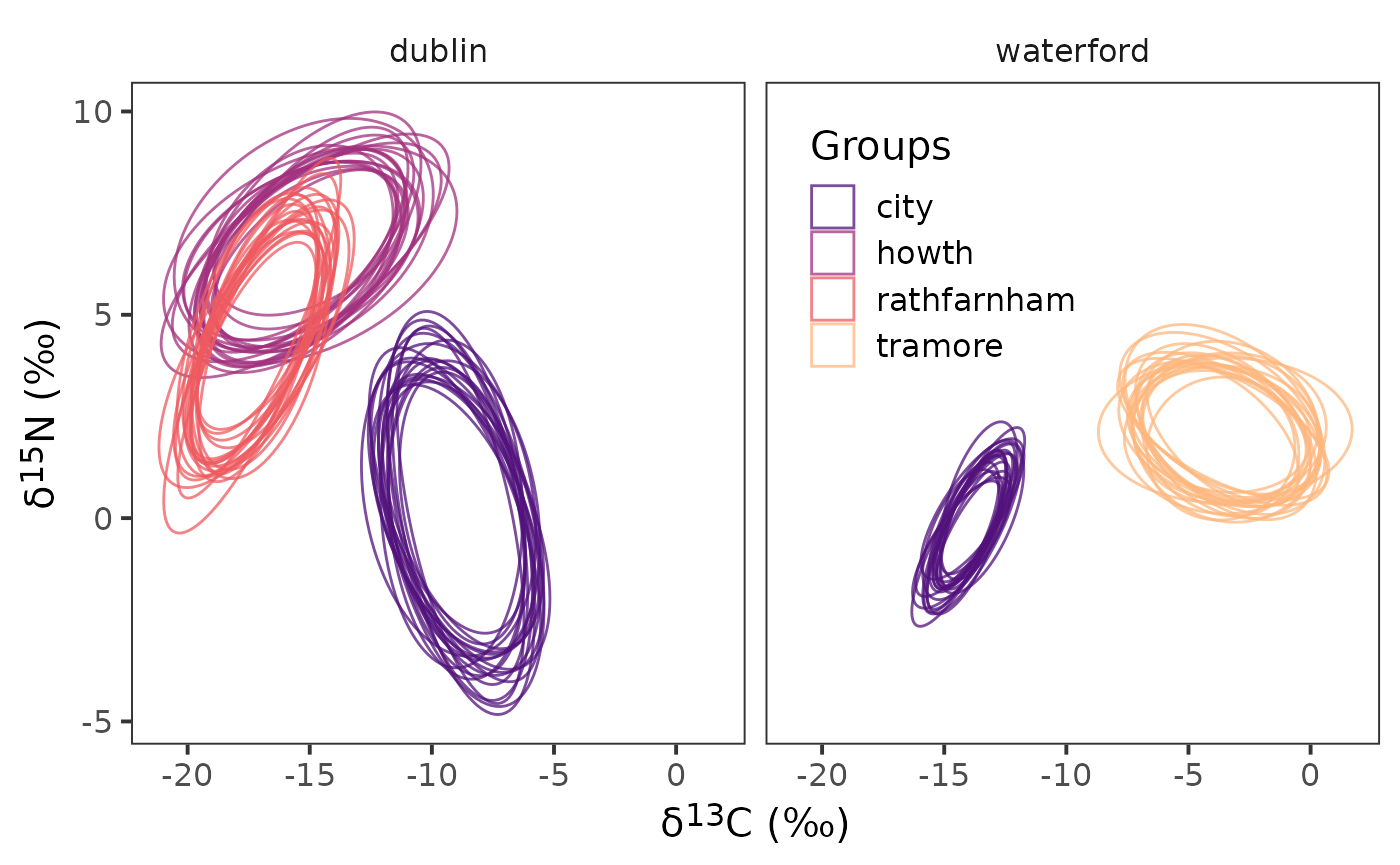 dublin
waterford
δ15N (‰)
10
5
0
-5
Groups
city
howth
rathfarnham
tramore
-20 -15 -10 -5 0
-20 -15 -10 -5 0
δ13C (‰)